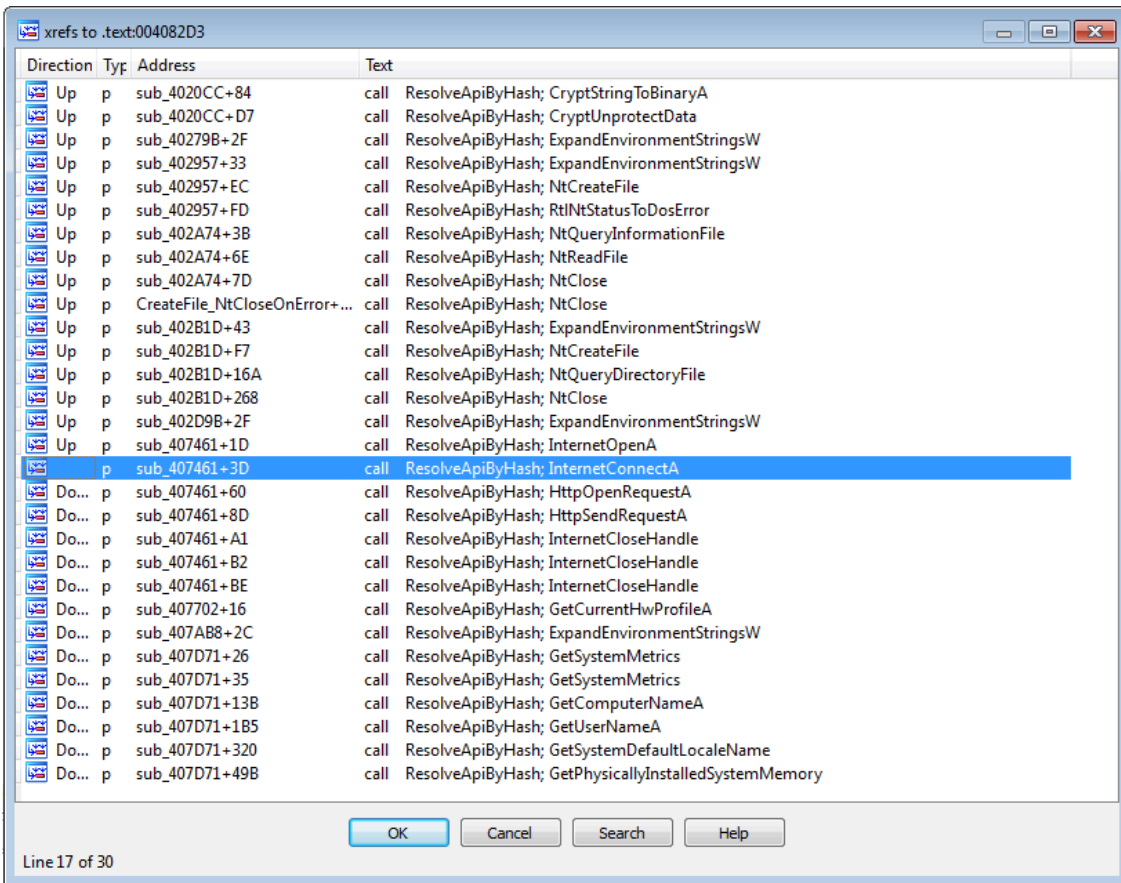 xrefs to .text:004082D3
Direction Typ Address Text
Up p sub_4020CC+84 call ResolveApiByHash; CryptStringToBinaryA
Up p sub_4020CC+D7 call ResolveApiByHash; CryptUnprotectData
Up p sub_40279B+2F call ResolveApiByHash; ExpandEnvironmentStringsW
Up p sub_402957+33 call ResolveApiByHash; ExpandEnvironmentStringsW
Up p sub_402957+EC call ResolveApiByHash; NtCreateFile
Up p sub_402957+FD call ResolveApiByHash; RtlNtStatusToDosError
Up p sub_402A74+3B call ResolveApiByHash; NtQueryInformationFile
Up p sub_402A74+6E call ResolveApiByHash; NtReadFile
Up p sub_402A74+7D call ResolveApiByHash; NtClose
Up p CreateFile_NtCloseOnError+... call ResolveApiByHash; NtClose
Up p sub_402B1D+43 call ResolveApiByHash; ExpandEnvironmentStringsW
Up p sub_402B1D+F7 call ResolveApiByHash; NtCreateFile
Up p sub_402B1D+16A call ResolveApiByHash; NtQueryDirectoryFile
Up p sub_402B1D+268 call ResolveApiByHash; NtClose
Up p sub_402D9B+2F call ResolveApiByHash; ExpandEnvironmentStringsW
Up p sub_407461+1D call ResolveApiByHash; InternetOpenA
p sub_407461+3D call ResolveApiByHash; InternetConnectA
Do... p sub_407461+60 call ResolveApiByHash; HttpOpenRequestA
Do... p sub_407461+8D call ResolveApiByHash; HttpSendRequestA
Do... p sub_407461+A1 call ResolveApiByHash; InternetCloseHandle
Do... p sub_407461+B2 call ResolveApiByHash; InternetCloseHandle
Do... p sub_407461+BE call ResolveApiByHash; InternetCloseHandle
Do... p sub_407702+16 call ResolveApiByHash; GetCurrentHwProfileA
Do... p sub_407AB8+2C call ResolveApiByHash; ExpandEnvironmentStringsW
Do... p sub_407D71+26 call ResolveApiByHash; GetSystemMetrics
Do... p sub_407D71+35 call ResolveApiByHash; GetSystemMetrics
Do... p sub_407D71+13B call ResolveApiByHash; GetComputerNameA
Do... p sub_407D71+1B5 call ResolveApiByHash; GetUserNameA
Do... p sub_407D71+320 call ResolveApiByHash; GetSystemDefaultLocaleName
Do... p sub_407D71+49B call ResolveApiByHash; GetPhysicallyInstalledSystemMemory
OK Cancel Search Help
Line 17 of 30